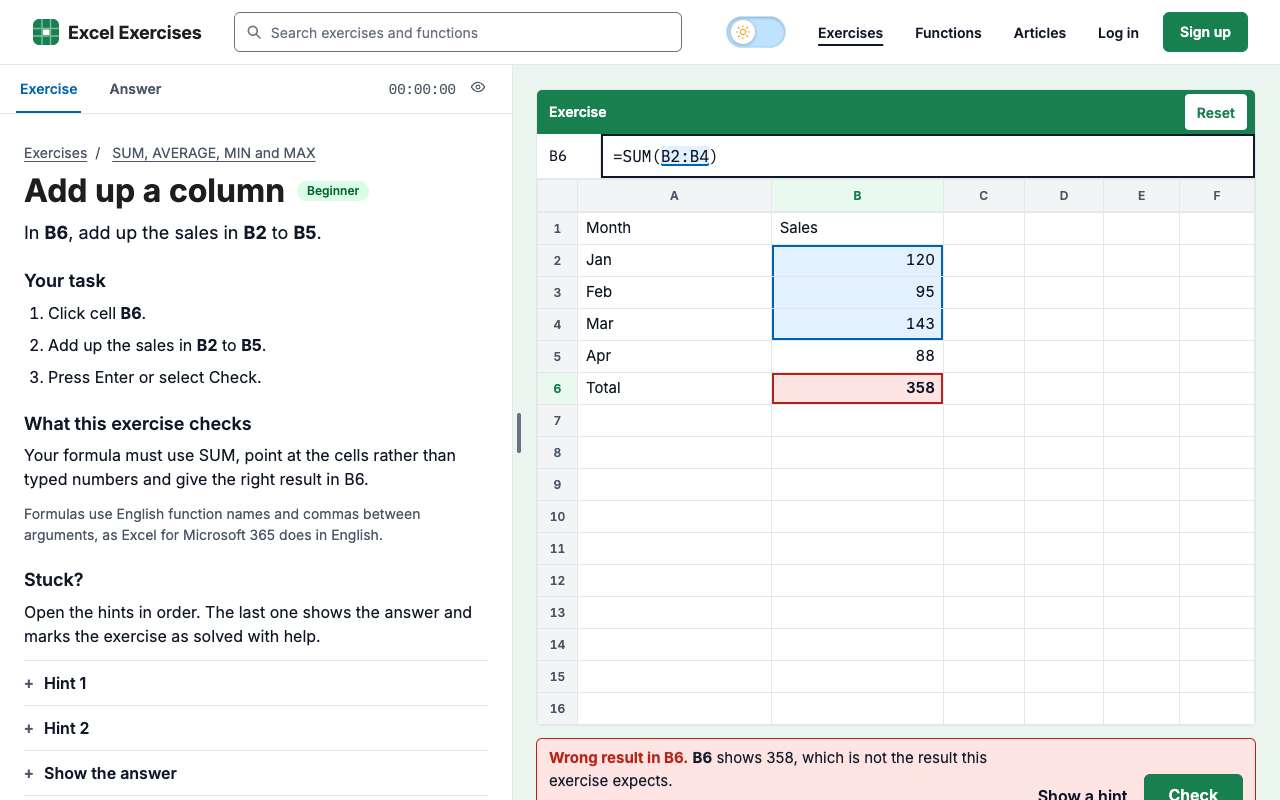 Excel Exercises
Search exercises and functions
Exercises
Functions
Articles
Log in
Sign up
Exercise
Answer
00:00:00
Exercises / SUM, AVERAGE, MIN and MAX
Add up a column Beginner
In B6, add up the sales in B2 to B5.
Your task
1. Click cell B6.
2. Add up the sales in B2 to B5.
3. Press Enter or select Check.
What this exercise checks
Your formula must use SUM, point at the cells rather than
typed numbers and give the right result in B6.
Formulas use English function names and commas between
arguments, as Excel for Microsoft 365 does in English.
Stuck?
Open the hints in order. The last one shows the answer and
marks the exercise as solved with help.
+ Hint 1
+ Hint 2
+ Show the answer
Exercise
Reset
B6 =SUM(B2:B4)
A B C D E F
1 Month Sales
2 Jan 120
3 Feb 95
4 Mar 143
5 Apr 88
6 Total 358
7
8
9
10
11
12
13
14
15
16
Wrong result in B6. B6 shows 358, which is not the result this
exercise expects.
Show a hint
Check